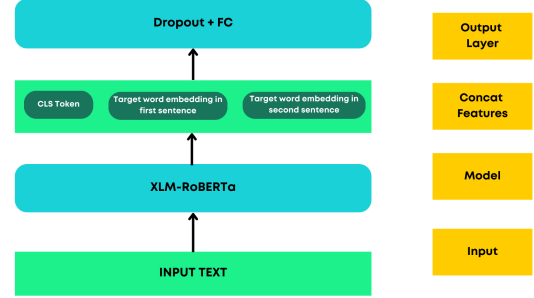 Dropout + FC
Output
Layer
CLS Token
Target word embedding in
first sentence
Target word embedding in
second sentence
Concat
Features
XLM-RoBERTa
Model
INPUT TEXT
Input